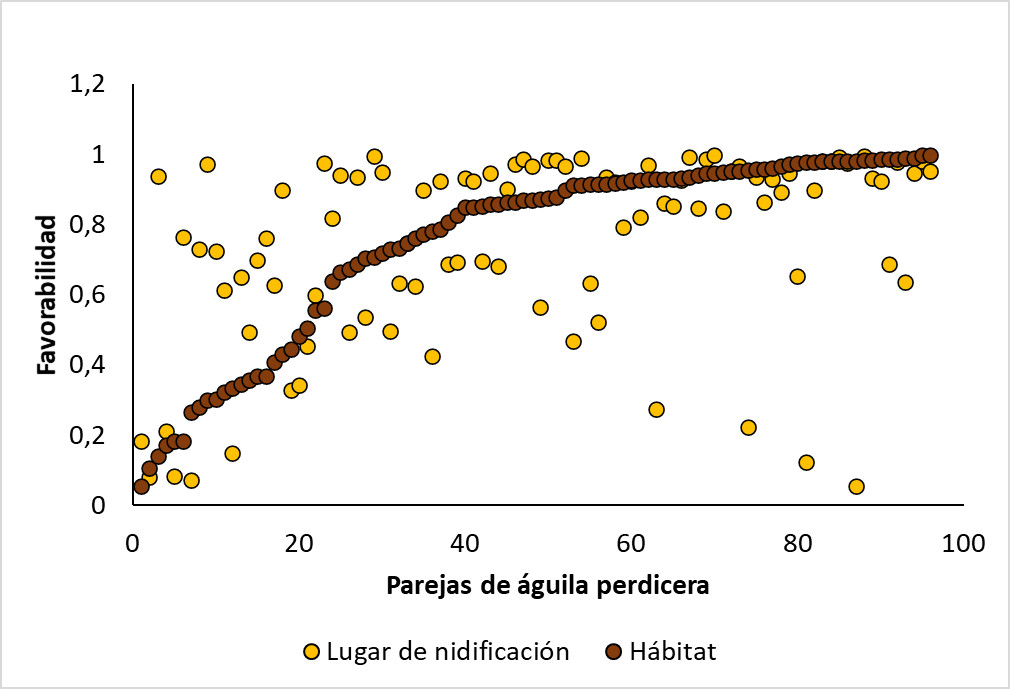 1,2
1
0,8
0,6
0,4
0,2
0
Favorabilidad
0 20 40 60 80 100
Parejas de águila perdicera
Lugar de nidificación Hábitat